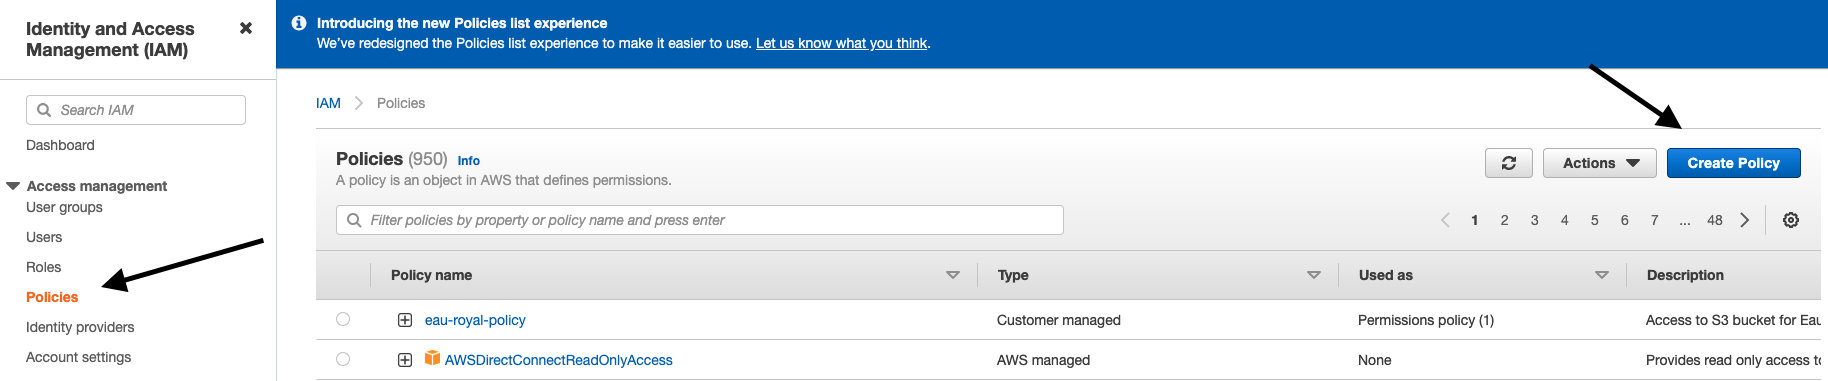 Identity and Access
Management (IAM)
Search IAM
Dashboard
Access management
User groups
Users
Roles
Policies
Identity providers
Account settings
Introducing the new Policies list experience
We've redesigned the Policies list experience to make it easier to use. Let us know what you think.
IAM Policies
Policies (950) Info
A policy is an object in AWS that defines permissions.
Actions Create Policy
Filter policies by property or policy name and press enter
1 2 3 4 5 6 7 ... 48
Policy name Type Used as Description
eau-royal-policy Customer managed Permissions policy (1) Access to S3 bucket for Eau
AWSDirectConnectReadOnlyAccess AWS managed None Provides read only access to